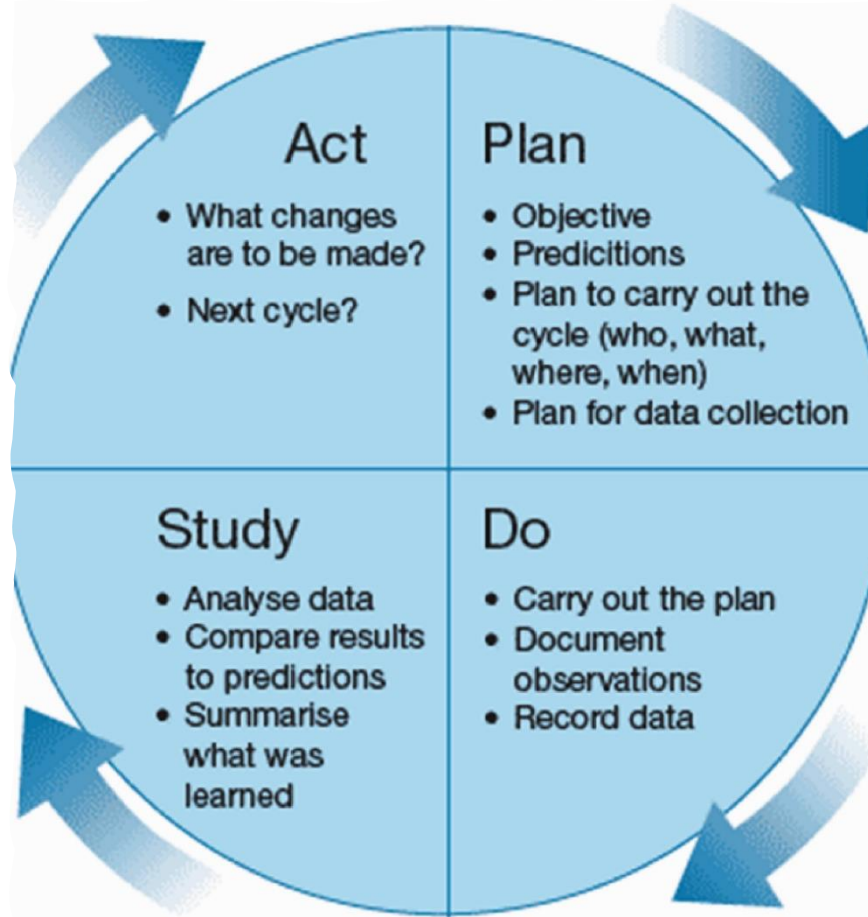 Act
• What changes
are to be made?
• Next cycle?
Plan
• Objective
• Predicitions
• Plan to carry out the
cycle (who, what,
where, when)
• Plan for data collection
Study
• Analyse data
• Compare results
to predictions
• Summarise
what was
learned
Do
• Carry out the plan
• Document
observations
• Record data